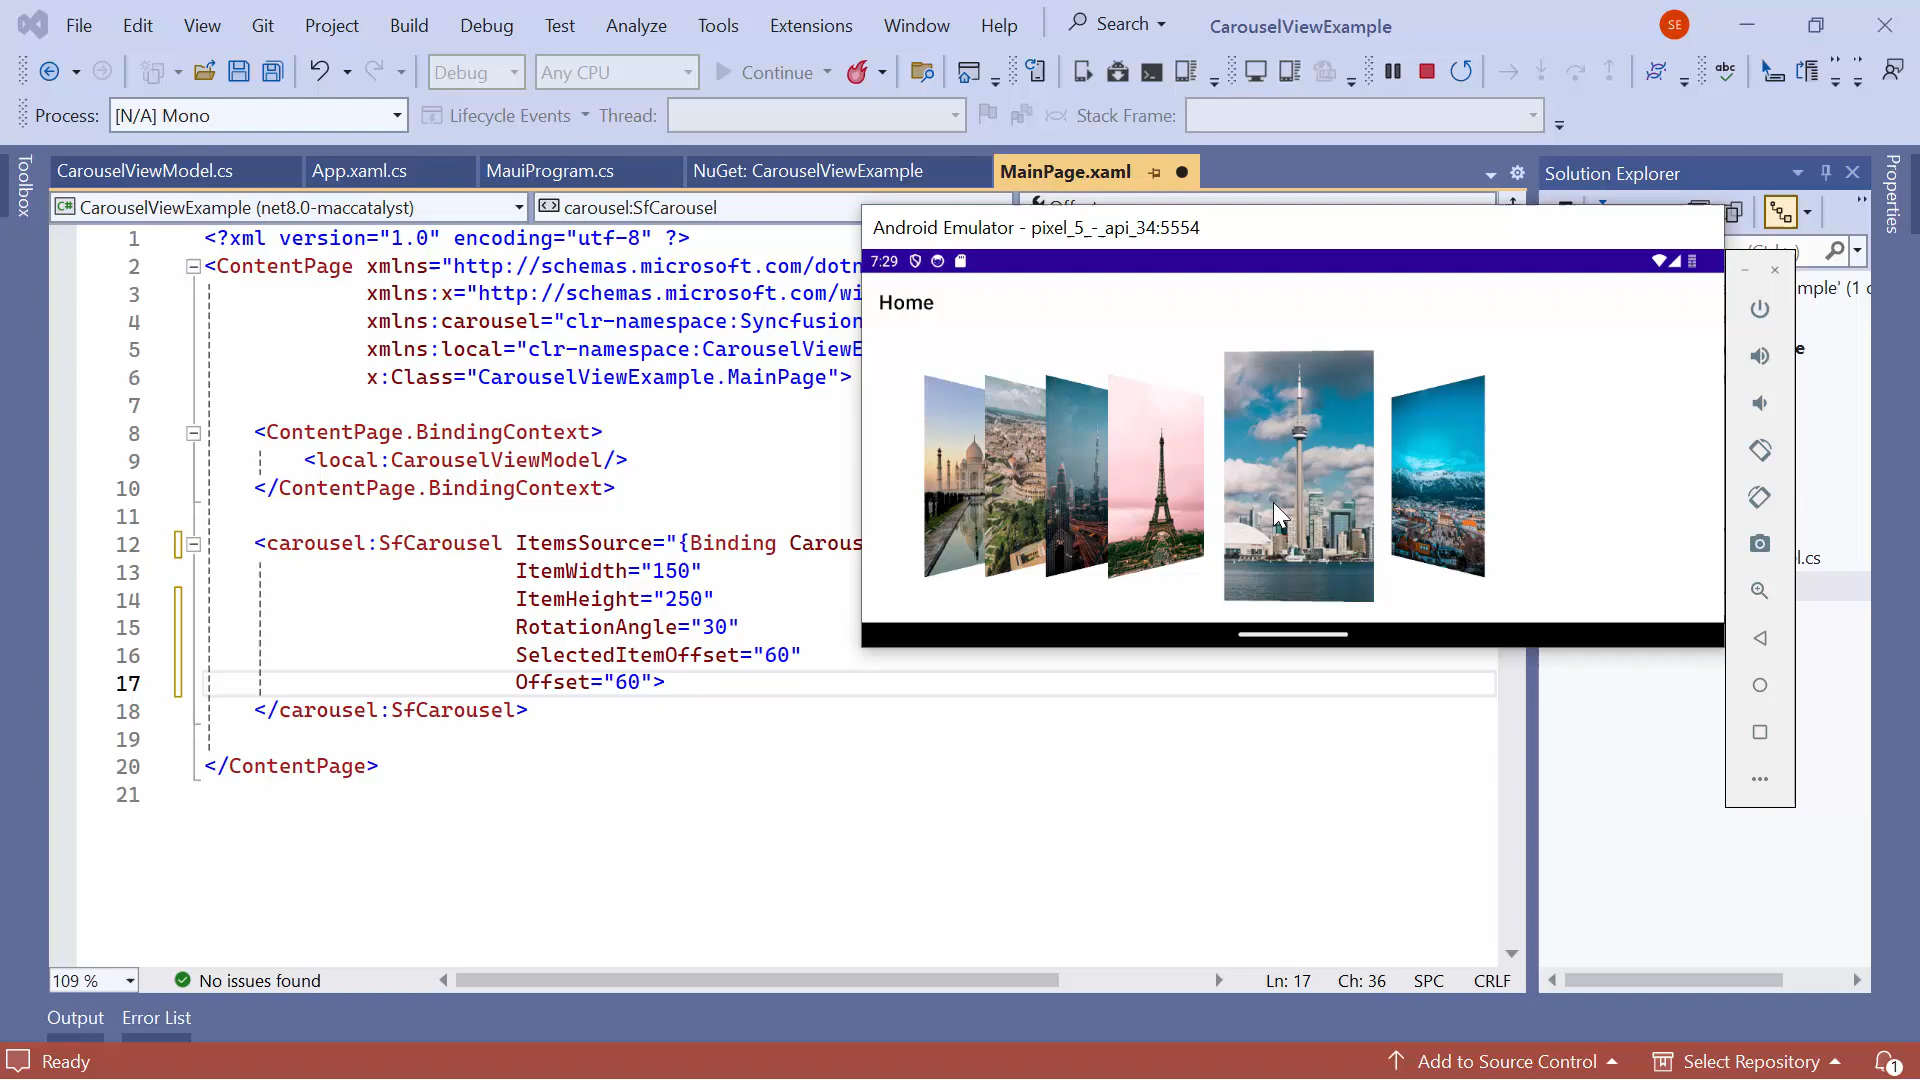 File Edit View Git Project Build Debug Test Analyze Tools Extensions Window Help Search CarouselViewExample SE
Debug Any CPU Continue
Process: [N/A] Mono Lifecycle Events Thread: Stack Frame:
Toolbox
CarouselViewModel.cs App.xaml.cs MauiProgram.cs NuGet: CarouselViewExample MainPage.xaml
Solution Explorer
Properties
CarouselViewExample (net8.0-maccatalyst) carousel:SfCarousel
1 <?xml version="1.0" encoding="utf-8" ?>
2 <ContentPage xmlns="http://schemas.microsoft.com/dotn
3 xmlns:x="http://schemas.microsoft.com/wi
4 xmlns:carousel="clr-namespace:Syncfusion
5 xmlns:local="clr-namespace:CarouselViewE
6 x:Class="CarouselViewExample.MainPage">
7
8 <ContentPage.BindingContext>
9 <local:CarouselViewModel/>
10 </ContentPage.BindingContext>
11
12 <carousel:SfCarousel ItemsSource="{Binding Carous
13 ItemWidth="150"
14 ItemHeight="250"
15 RotationAngle="30"
16 SelectedItemOffset="60"
17 Offset="60">
18 </carousel:SfCarousel>
19
20 </ContentPage>
21
Android Emulator - pixel_5_-_api_34:5554
7:29
Home
mple' (1 c
e
el.cs
109 % No issues found Ln: 17 Ch: 36 SPC CRLF
Output Error List
Ready Add to Source Control Select Repository 1